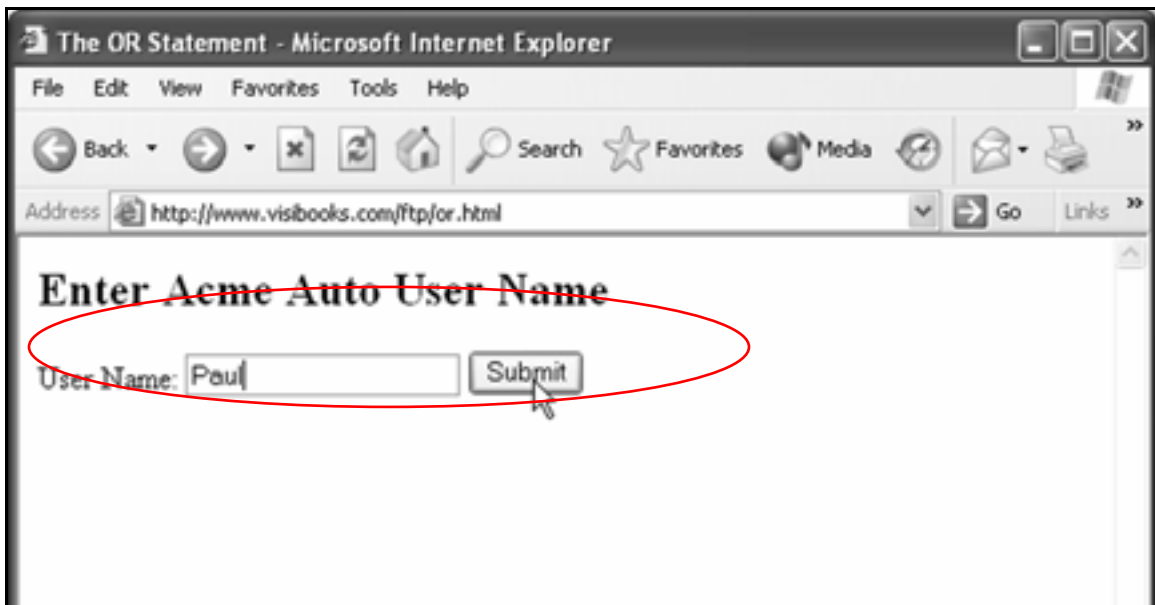 The OR Statement - Microsoft Internet Explorer
File Edit View Favorites Tools Help
Back Search Favorites Media »
Address http://www.visibooks.com/ftp/or.html Go Links »
Enter Acme Auto User Name
User Name: Paul Submit